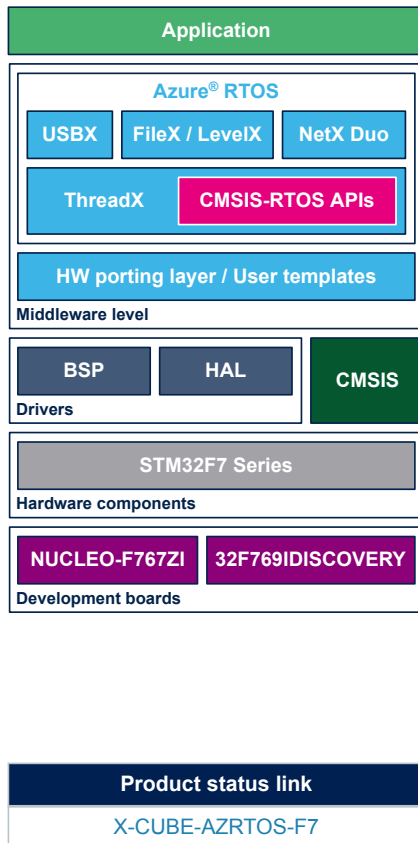 Application
Azure® RTOS
USBX
FileX / LevelX
NetX Duo
ThreadX
CMSIS-RTOS APIs
HW porting layer / User templates
Middleware level
BSP
HAL
CMSIS
Drivers
STM32F7 Series
Hardware components
NUCLEO-F767ZI
32F769IDISCOVERY
Development boards
Product status link
X-CUBE-AZRTOS-F7